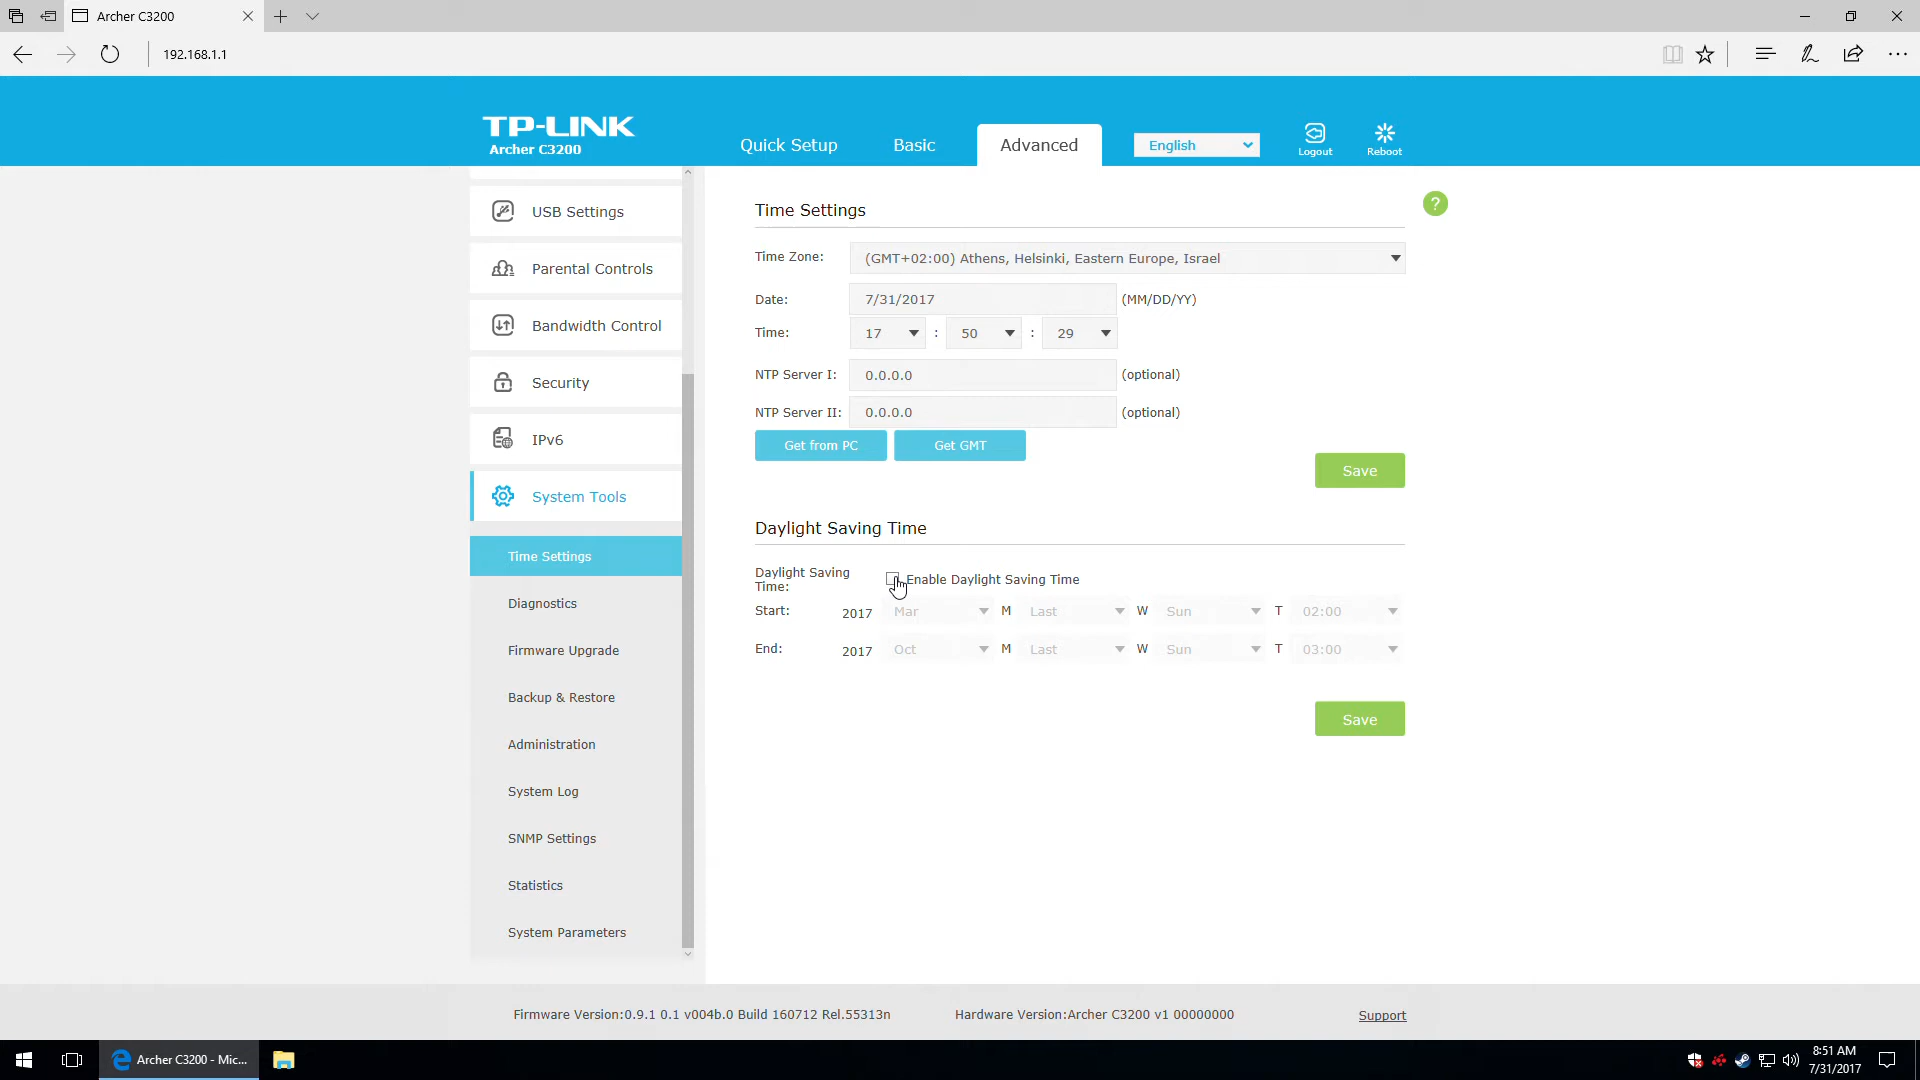 Archer C3200
192.168.1.1
TP-LINK
Archer C3200
Quick Setup
Basic
Advanced
English
Logout
Reboot
USB Settings
Parental Controls
Bandwidth Control
Security
IPv6
System Tools
Time Settings
Diagnostics
Firmware Upgrade
Backup & Restore
Administration
System Log
SNMP Settings
Statistics
System Parameters
Time Settings
?
Time Zone: (GMT+02:00) Athens, Helsinki, Eastern Europe, Israel
Date: 7/31/2017 (MM/DD/YY)
Time: 17 : 50 : 29
NTP Server I: 0.0.0.0 (optional)
NTP Server II: 0.0.0.0 (optional)
Get from PC Get GMT
Save
Daylight Saving Time
Daylight Saving
Time:
Enable Daylight Saving Time
Start: 2017 Mar M Last W Sun T 02:00
End: 2017 Oct M Last W Sun T 03:00
Save
Firmware Version:0.9.1 0.1 v004b.0 Build 160712 Rel.55313n Hardware Version:Archer C3200 v1 00000000 Support
Archer C3200 - Mic...
8:51 AM
7/31/2017